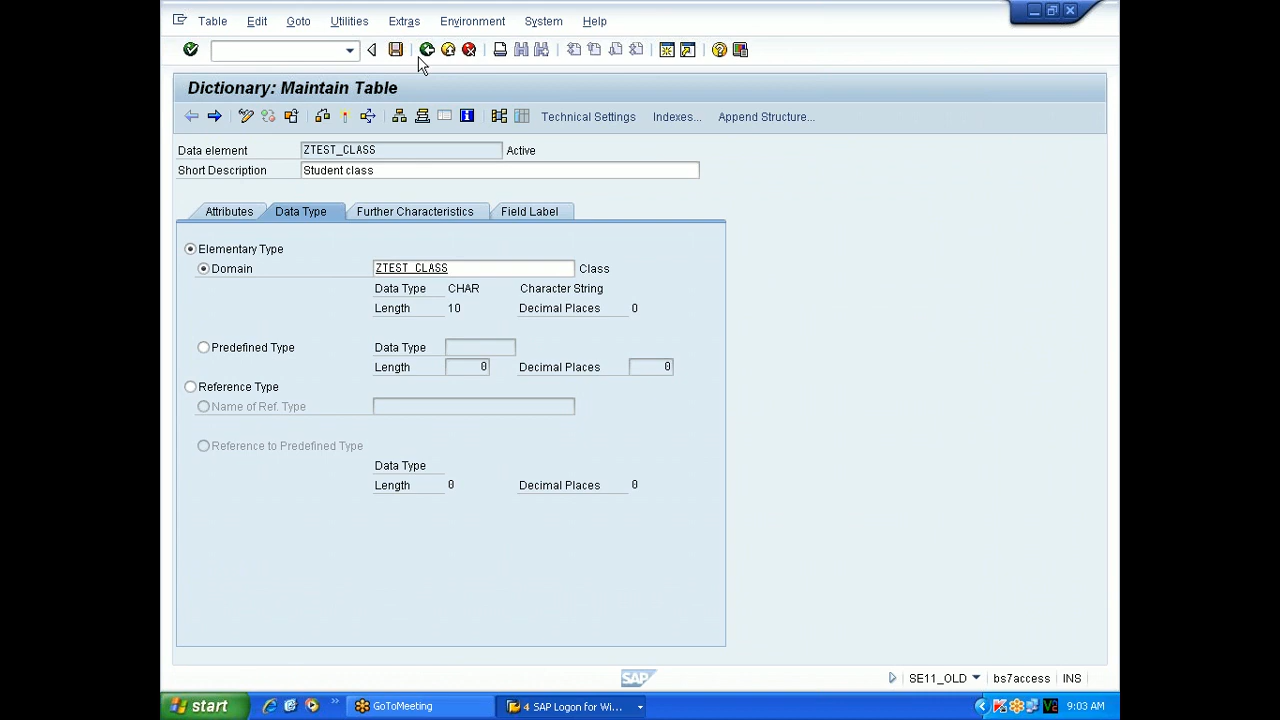 Table Edit Goto Utilities Extras Environment System Help
Dictionary: Maintain Table
Technical Settings Indexes... Append Structure...
Data element ZTEST_CLASS Active
Short Description Student class
Attributes Data Type Further Characteristics Field Label
Elementary Type
Domain ZTEST_CLASS Class
Data Type CHAR Character String
Length 10 Decimal Places 0
Predefined Type Data Type
Length 0 Decimal Places 0
Reference Type
Name of Ref. Type
Reference to Predefined Type
Data Type
Length 0 Decimal Places 0
SAP SE11_OLD bs7access INS
start » GoToMeeting 4 SAP Logon for Wi... 9:03 AM